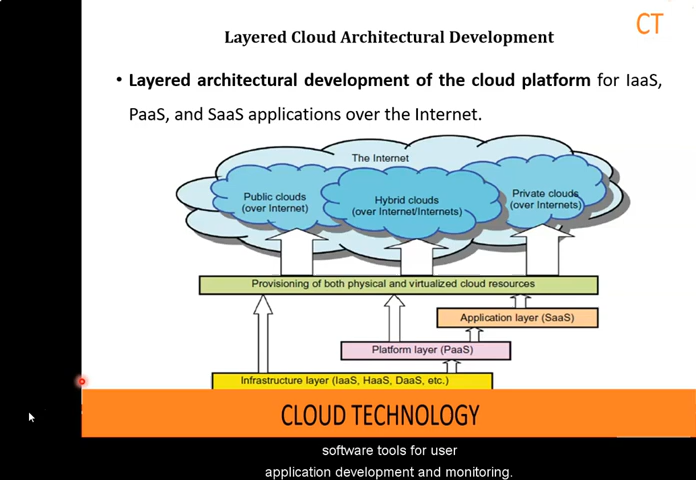 CT
Layered Cloud Architectural Development
• Layered architectural development of the cloud platform for IaaS,
PaaS, and SaaS applications over the Internet.
The Internet
Public clouds
(over Internet)
Hybrid clouds
(over Internet/Internets)
Private clouds
(over Internets)
Provisioning of both physical and virtualized cloud resources
Application layer (SaaS)
Platform layer (PaaS)
Infrastructure layer (IaaS, HaaS, DaaS, etc.)
CLOUD TECHNOLOGY
software tools for user
application development and monitoring.